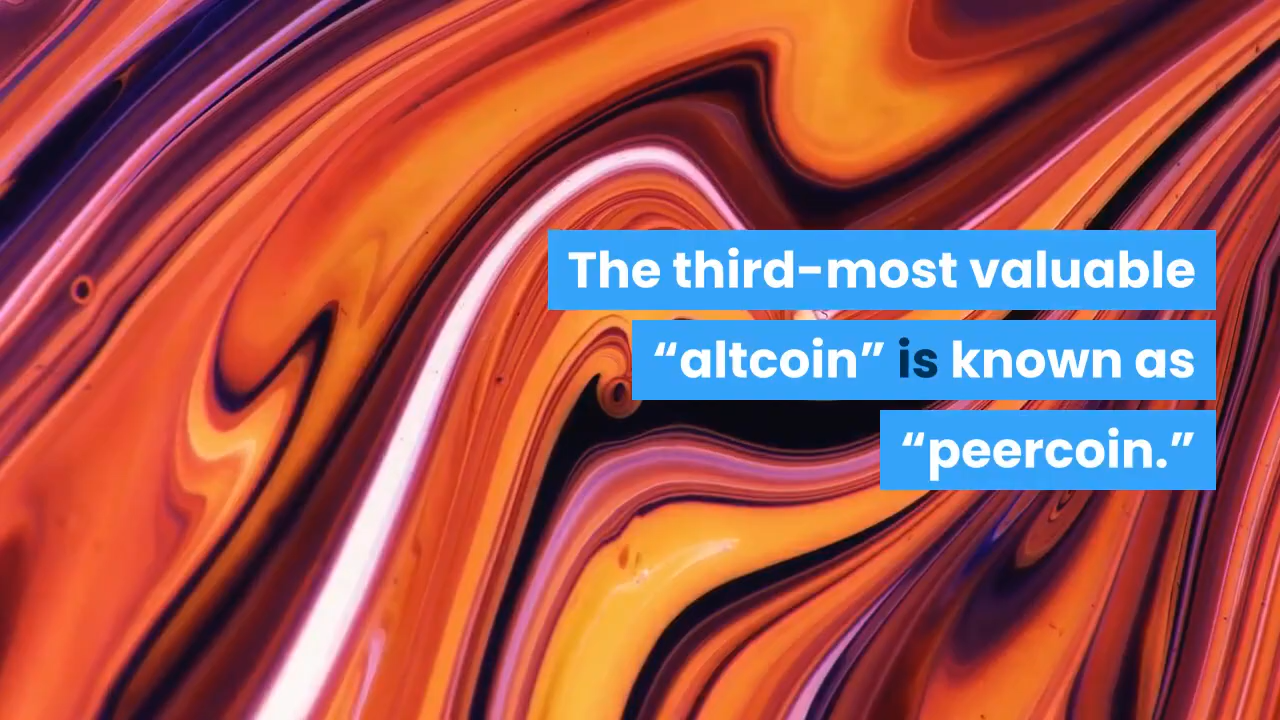 The third-most valuable
“altcoin” is known as
“peercoin.”